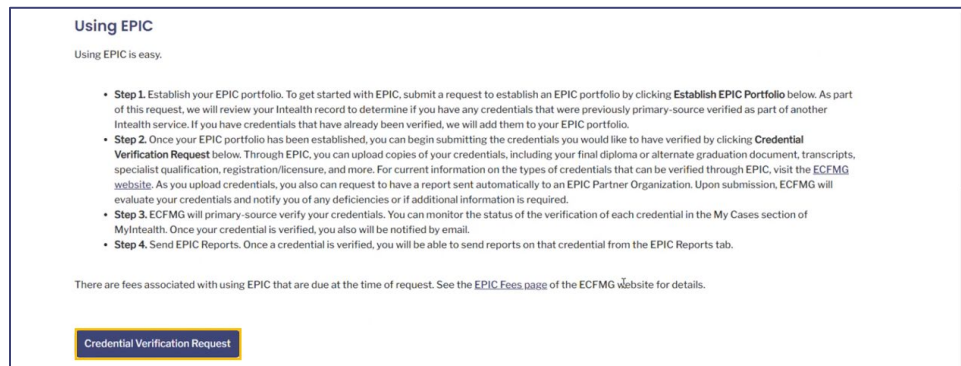 Using EPIC
Using EPIC is easy.
• Step 1. Establish your EPIC portfolio. To get started with EPIC, submit a request to establish an EPIC portfolio by clicking Establish EPIC Portfolio below. As part
of this request, we will review your Intealth record to determine if you have any credentials that were previously primary-source verified as part of another
Intealth service. If you have credentials that have already been verified, we will add them to your EPIC portfolio.
• Step 2. Once your EPIC portfolio has been established, you can begin submitting the credentials you would like to have verified by clicking Credential
Verification Request below. Through EPIC, you can upload copies of your credentials, including your final diploma or alternate graduation document, transcripts,
specialist qualification, registration/licensure, and more. For current information on the types of credentials that can be verified through EPIC, visit the ECFMG
website. As you upload credentials, you also can request to have a report sent automatically to an EPIC Partner Organization. Upon submission, ECFMG will
evaluate your credentials and notify you of any deficiencies or if additional information is required.
• Step 3. ECFMG will primary-source verify your credentials. You can monitor the status of the verification of each credential in the My Cases section of
MyIntealth. Once your credential is verified, you also will be notified by email.
• Step 4. Send EPIC Reports. Once a credential is verified, you will be able to send reports on that credential from the EPIC Reports tab.
There are fees associated with using EPIC that are due at the time of request. See the EPIC Fees page of the ECFMG website for details.
Credential Verification Request